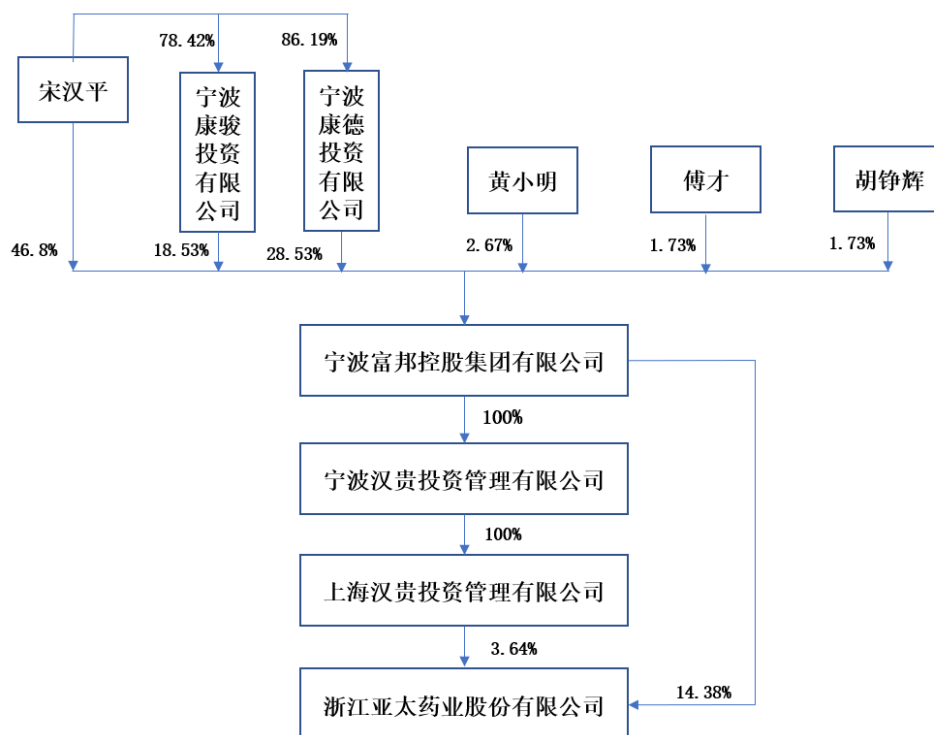 78.42%
86.19%
宋汉平
宁波
康骏
投资
有限
公司
宁波
康德
投资
有限
公司
黄小明
傅才
胡铮辉
46.8%
18.53%
28.53%
2.67%
1.73%
1.73%
宁波富邦控股集团有限公司
100%
宁波汉贵投资管理有限公司
100%
上海汉贵投资管理有限公司
3.64%
14.38%
浙江亚太药业股份有限公司